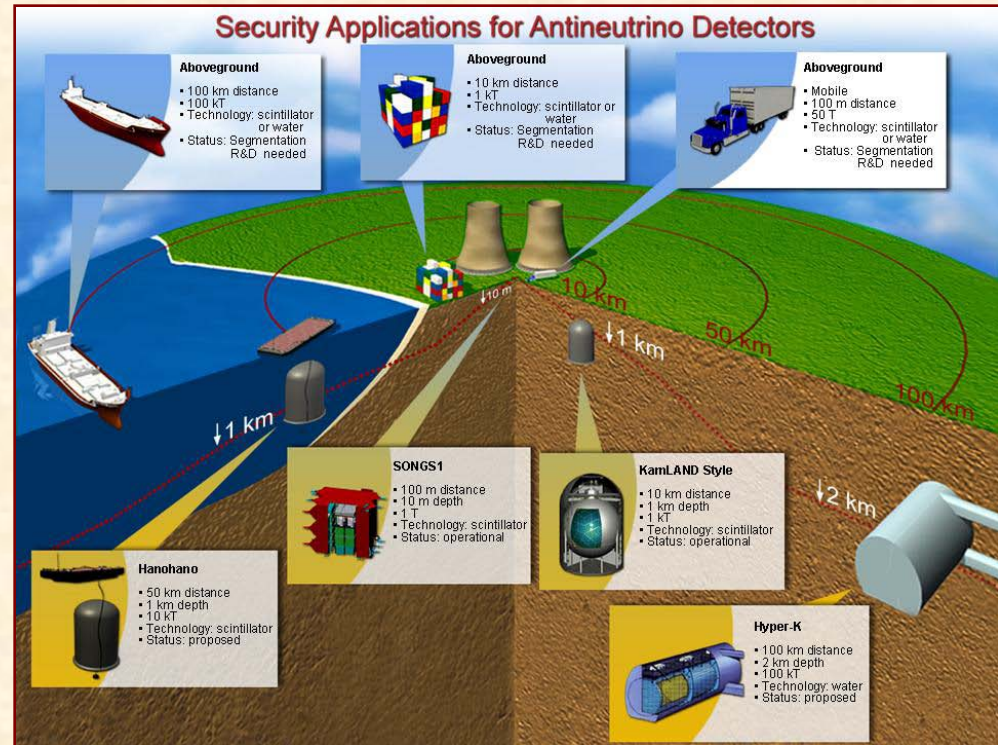 Security Applications for Antineutrino Detectors
Aboveground
▪ 100 km distance
▪ 100 kT
▪ Technology: scintillator
or water
▪ Status: Segmentation
R&D needed
Aboveground
▪ 10 km distance
▪ 1 kT
▪ Technology: scintillator or
water
▪ Status: Segmentation
R&D needed
Aboveground
▪ Mobile
▪ 100 m distance
▪ 50 T
▪ Technology: scintillator
or water
▪ Status: Segmentation
R&D needed
↓10 m
10 km
↓1 km
50 km
100 km
↓1 km
↓2 km
SONGS1
▪ 100 m distance
▪ 10 m depth
▪ 1 T
▪ Technology: scintillator
▪ Status: operational
KamLAND Style
▪ 10 km distance
▪ 1 km depth
▪ 1 kT
▪ Technology: scintillator
▪ Status: operational
Hanohano
▪ 50 km distance
▪ 1 km depth
▪ 10 kT
▪ Technology: scintillator
▪ Status: proposed
Hyper-K
▪ 100 km distance
▪ 2 km depth
▪ 100 kT
▪ Technology: water
▪ Status: proposed